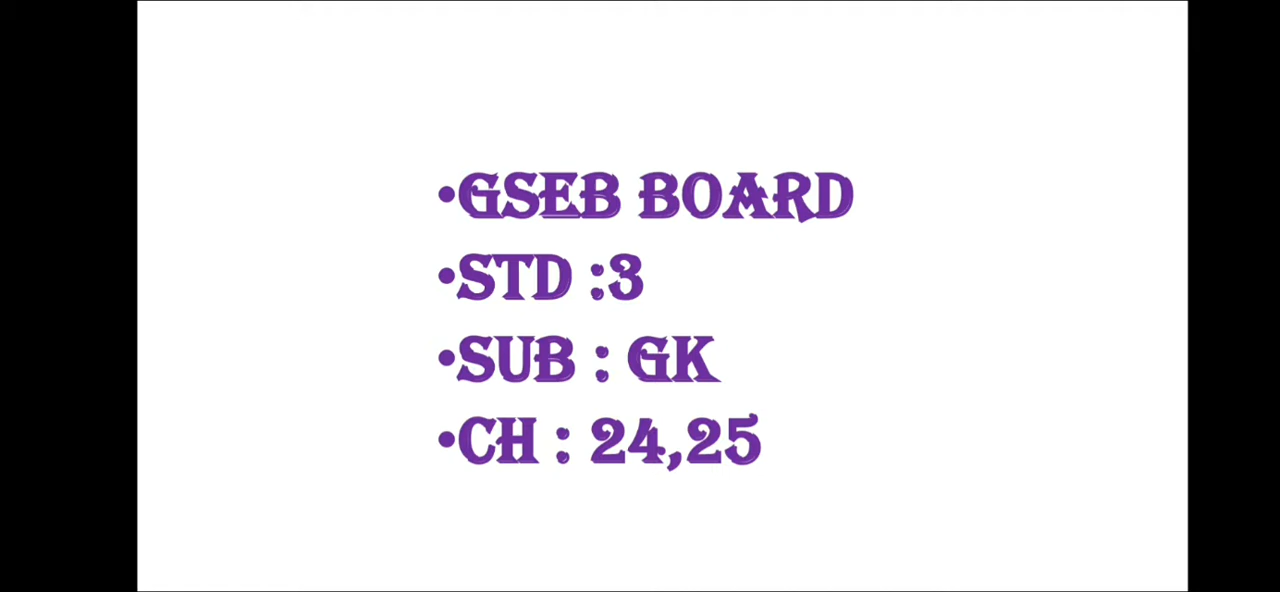 •GSEB BOARD
•STD :3
•SUB : GK
•CH : 24,25